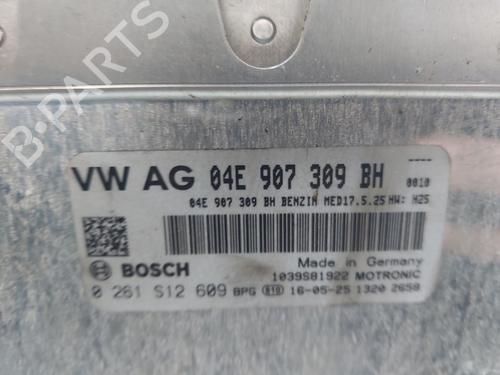 VW AG 04E 907 309 BH 0010
04E 907 309 BH BENZIN MED17.5.25 HW: H25
BOSCH
Made in Germany
1039S81922 MOTRONIC
0 261 S12 609 BPG 810 16-05-25 1320 2658
B-PARTS